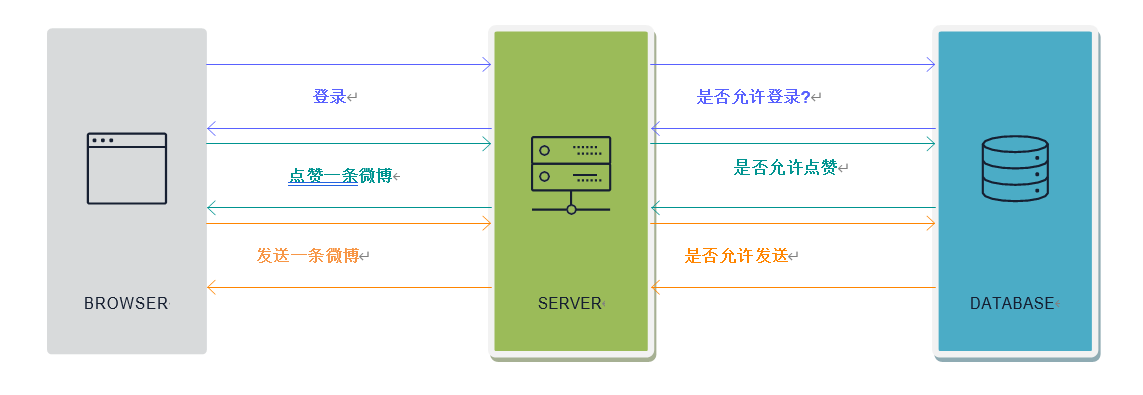 登录
是否允许登录?
点赞一条微博
是否允许点赞
发送一条微博
是否允许发送
BROWSER
SERVER
DATABASE